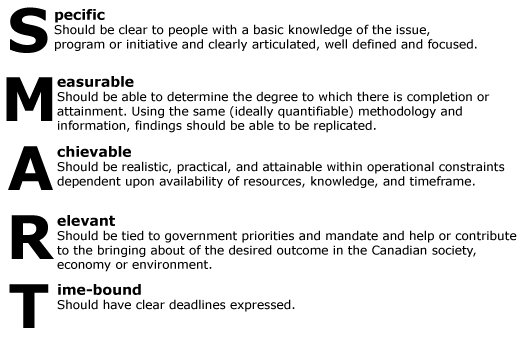 Specific
Should be clear to people with a basic knowledge of the issue,
program or initiative and clearly articulated, well defined and focused.
Measurable
Should be able to determine the degree to which there is completion or
attainment. Using the same (ideally quantifiable) methodology and
information, findings should be able to be replicated.
Achievable
Should be realistic, practical, and attainable within operational constraints
dependent upon availability of resources, knowledge, and timeframe.
Relevant
Should be tied to government priorities and mandate and help or contribute
to the bringing about of the desired outcome in the Canadian society,
economy or environment.
Time-bound
Should have clear deadlines expressed.